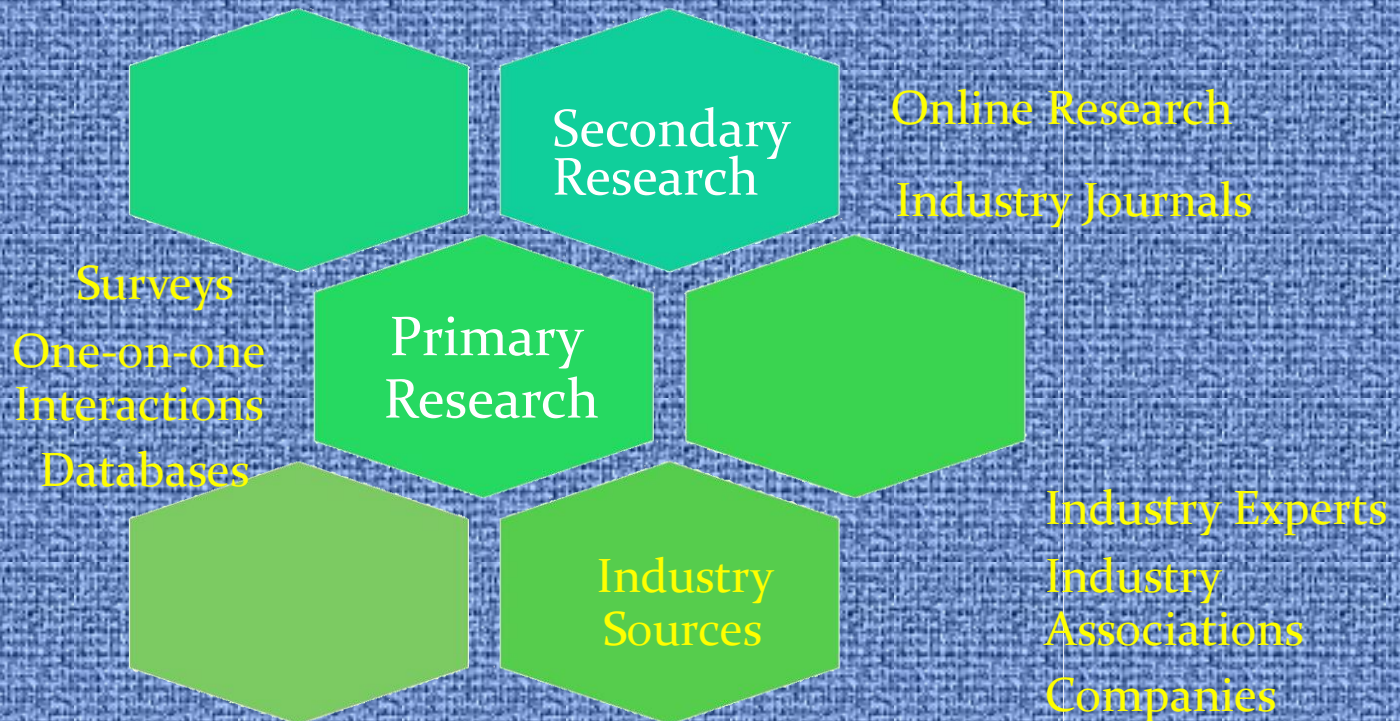 Secondary
Research
Online Research
Industry Journals
Surveys
One-on-one
Interactions
Databases
Primary
Research
Industry
Sources
Industry Experts
Industry
Associations
Companies